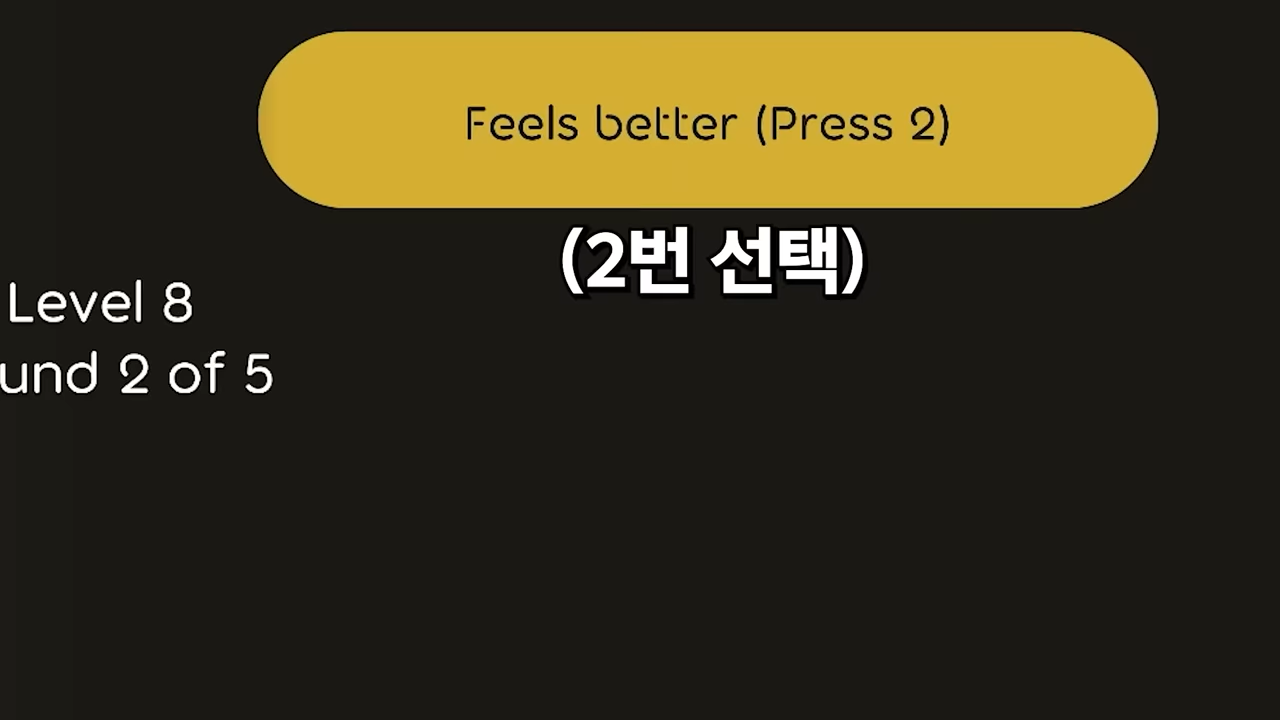 Feels better (Press 2)
(2번 선택)
Level 8
und 2 of 5